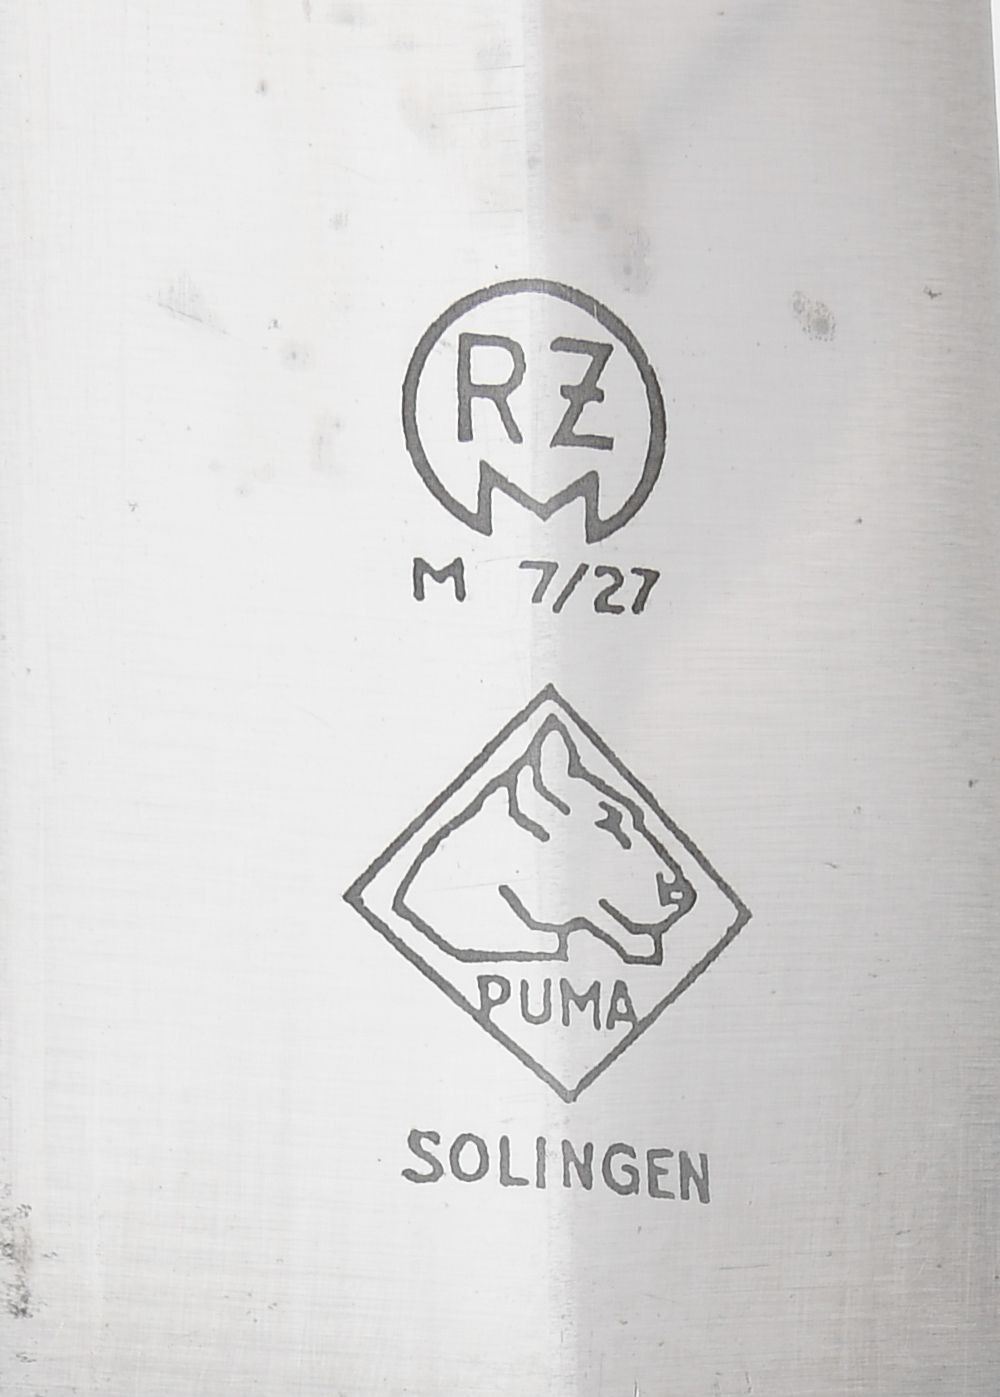 RZ
M
M 7/27
PUMA
SOLINGEN